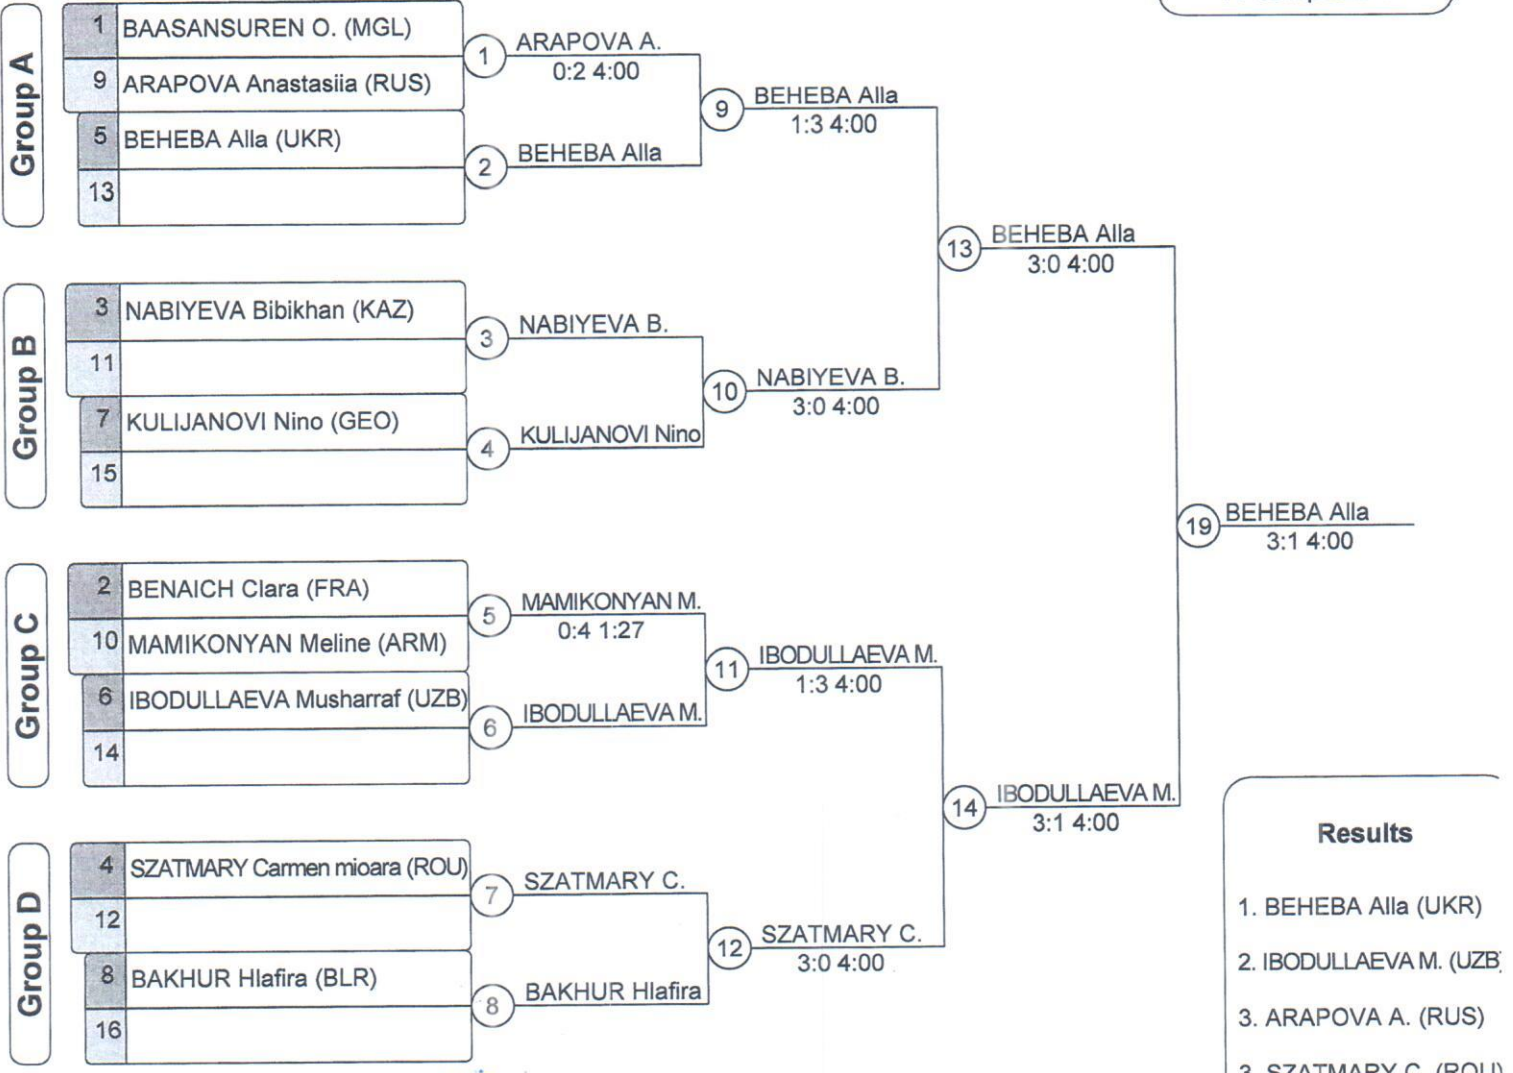 Group A
1 BAASANSUREN O. (MGL)
9 ARAPOVA Anastasiia (RUS)
5 BEHEBA Alla (UKR)
13
1 ARAPOVA A.
0:2 4:00
2 BEHEBA Alla
9 BEHEBA Alla
1:3 4:00
Group B
3 NABIYEVA Bibikhan (KAZ)
11
7 KULIJANOVI Nino (GEO)
15
3 NABIYEVA B.
4 KULIJANOVI Nino
10 NABIYEVA B.
3:0 4:00
13 BEHEBA Alla
3:0 4:00
Group C
2 BENAICH Clara (FRA)
10 MAMIKONYAN Meline (ARM)
6 IBODULLAEVA Musharraf (UZB)
14
5 MAMIKONYAN M.
0:4 1:27
6 IBODULLAEVA M.
11 IBODULLAEVA M.
1:3 4:00
Group D
4 SZATMARY Carmen mioara (ROU)
12
8 BAKHUR Hlafira (BLR)
16
7 SZATMARY C.
8 BAKHUR Hlafira
12 SZATMARY C.
3:0 4:00
14 IBODULLAEVA M.
3:1 4:00
19 BEHEBA Alla
3:1 4:00
Results
1. BEHEBA Alla (UKR)
2. IBODULLAEVA M. (UZB)
3. ARAPOVA A. (RUS)
3. SZATMARY C. (ROU)